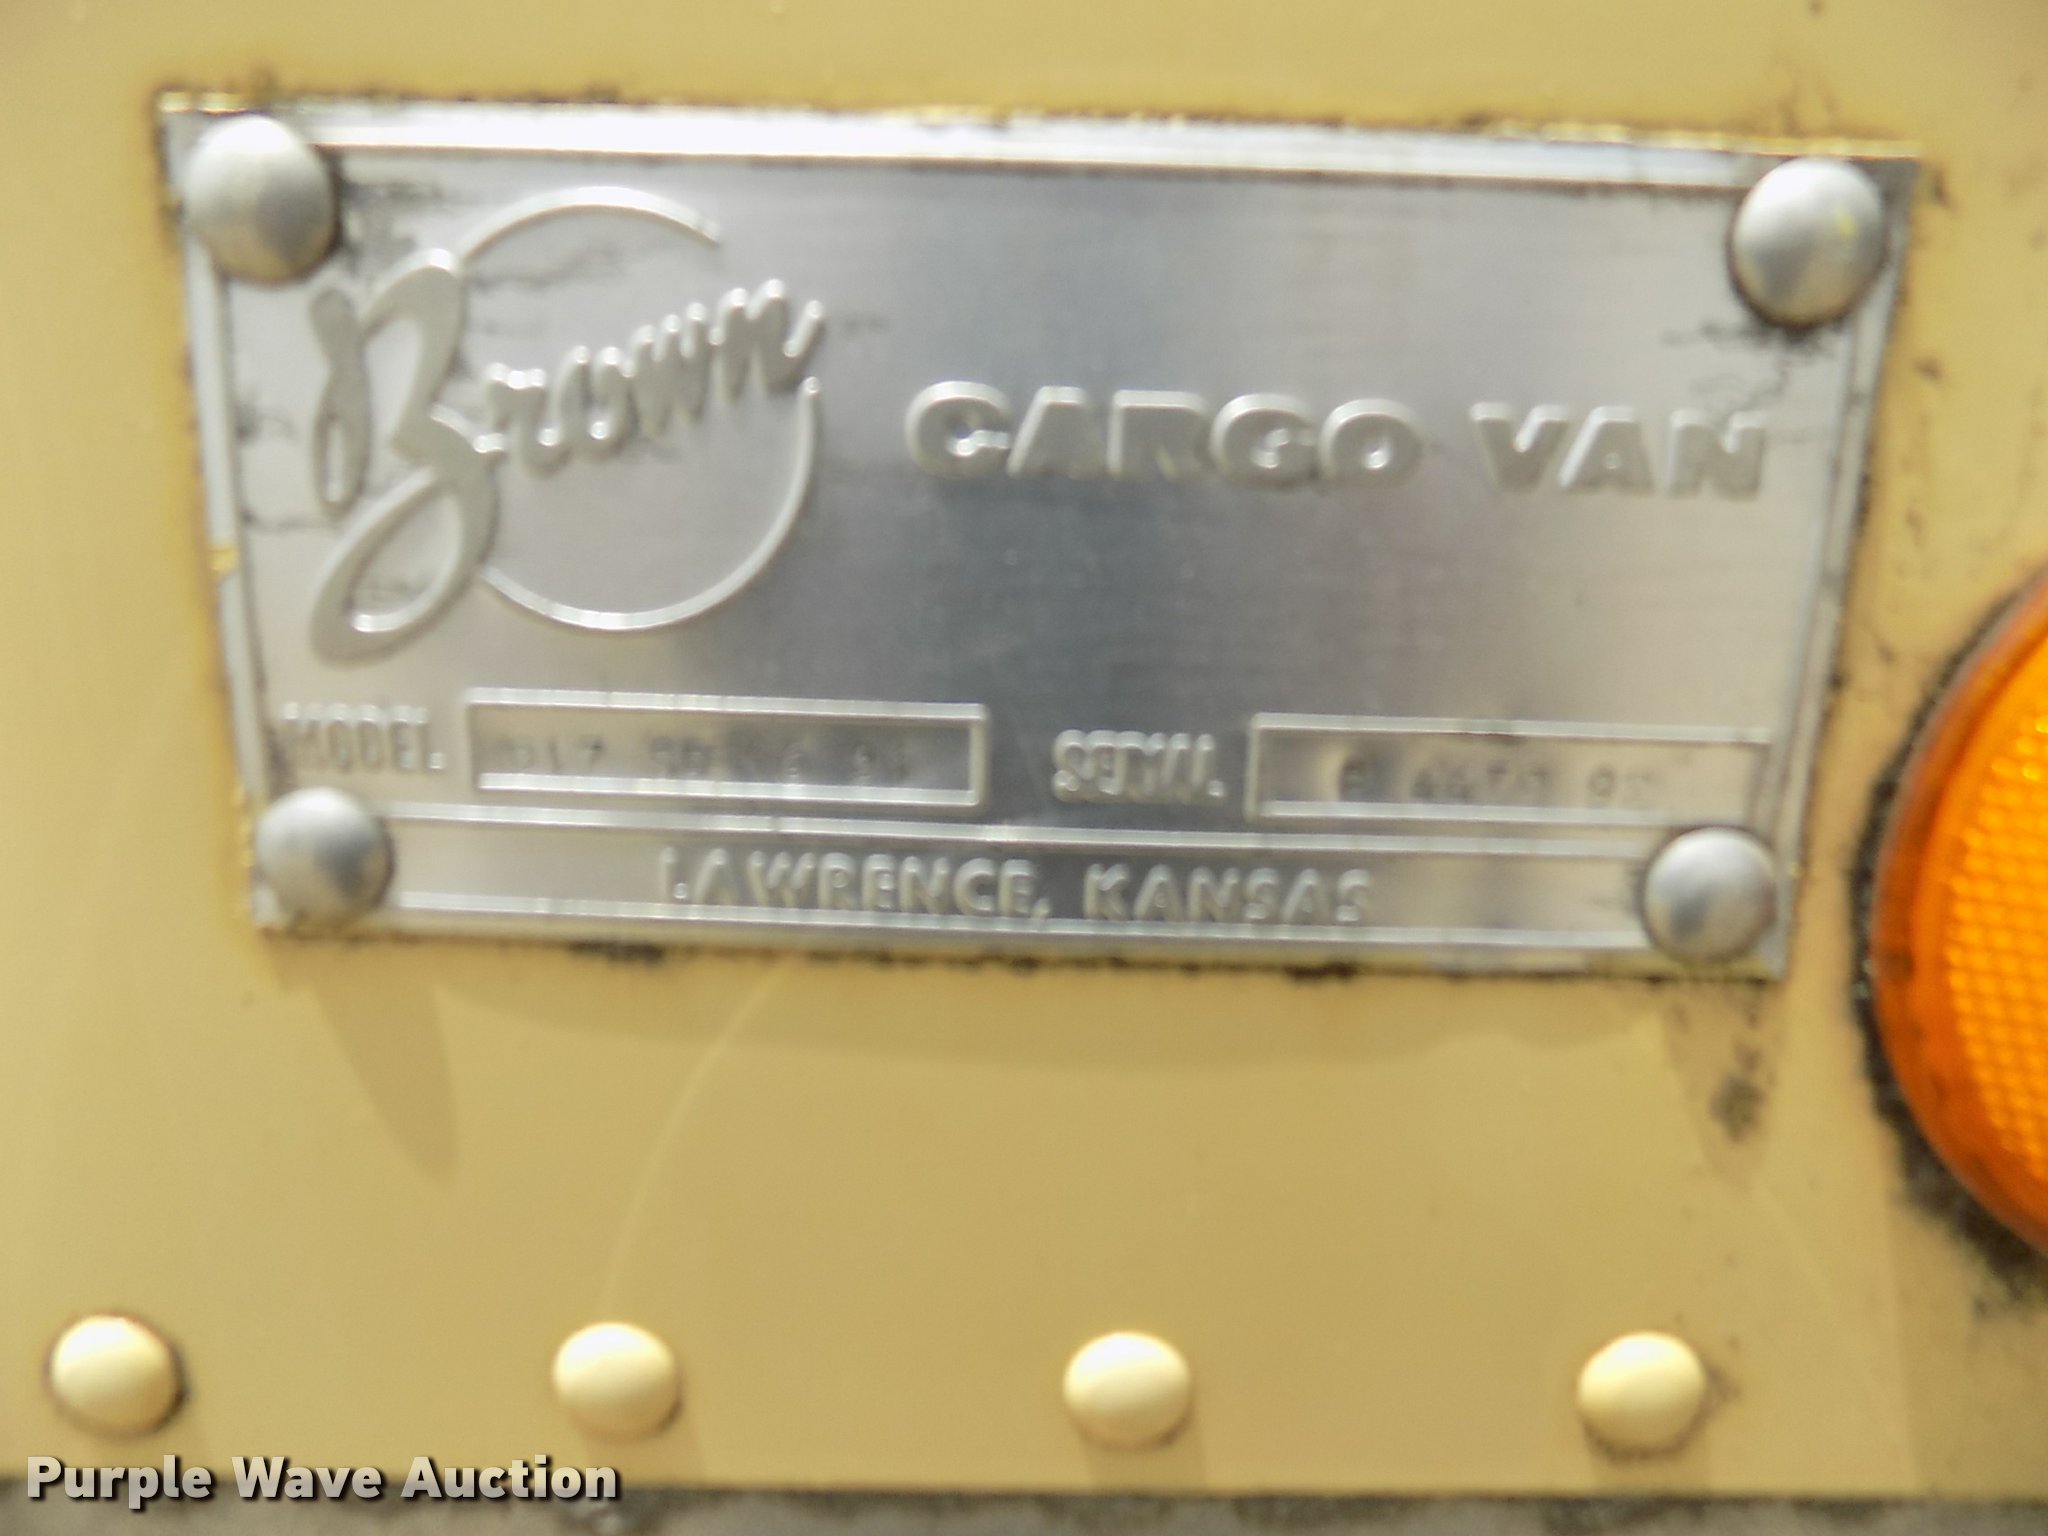 Brown CARGO VAN
MODEL
SERIAL
LAWRENCE, KANSAS
Purple Wave Auction